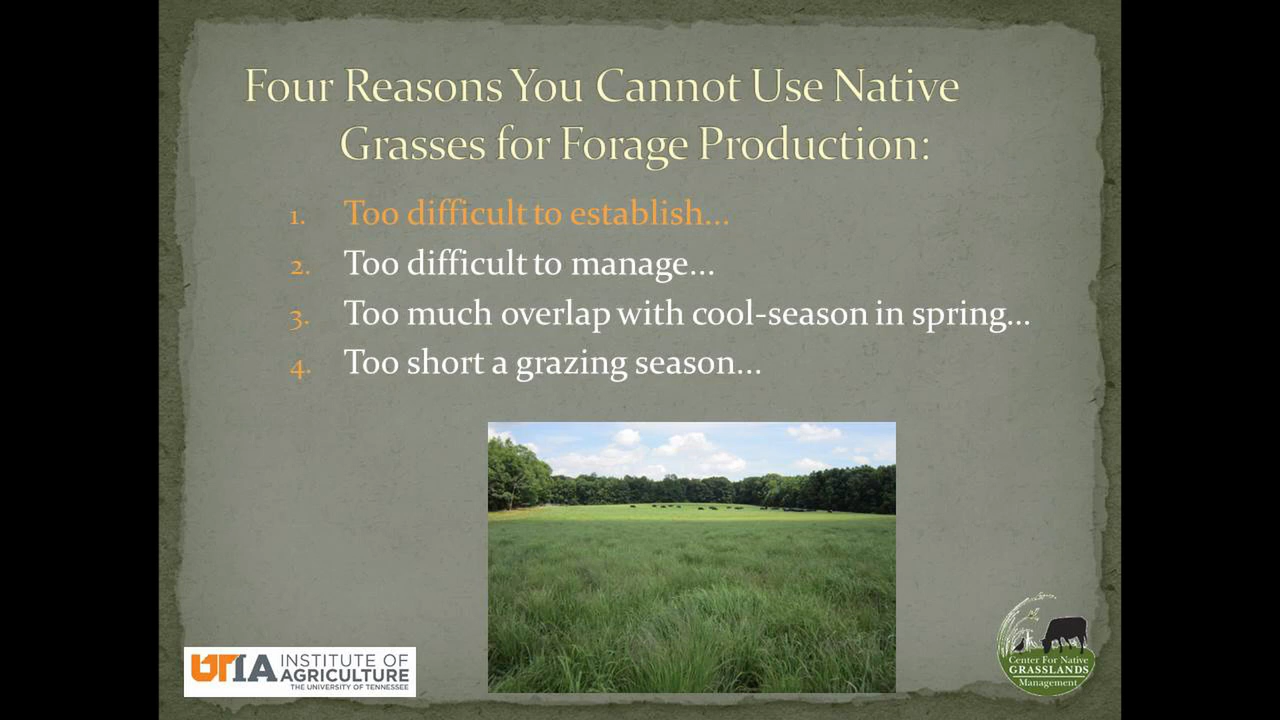 Four Reasons You Cannot Use Native
Grasses for Forage Production:
1. Too difficult to establish...
2. Too difficult to manage...
3. Too much overlap with cool-season in spring...
4. Too short a grazing season...
UTIA INSTITUTE OF
AGRICULTURE
THE UNIVERSITY OF TENNESSEE
Center For Native
GRASSLANDS
Management